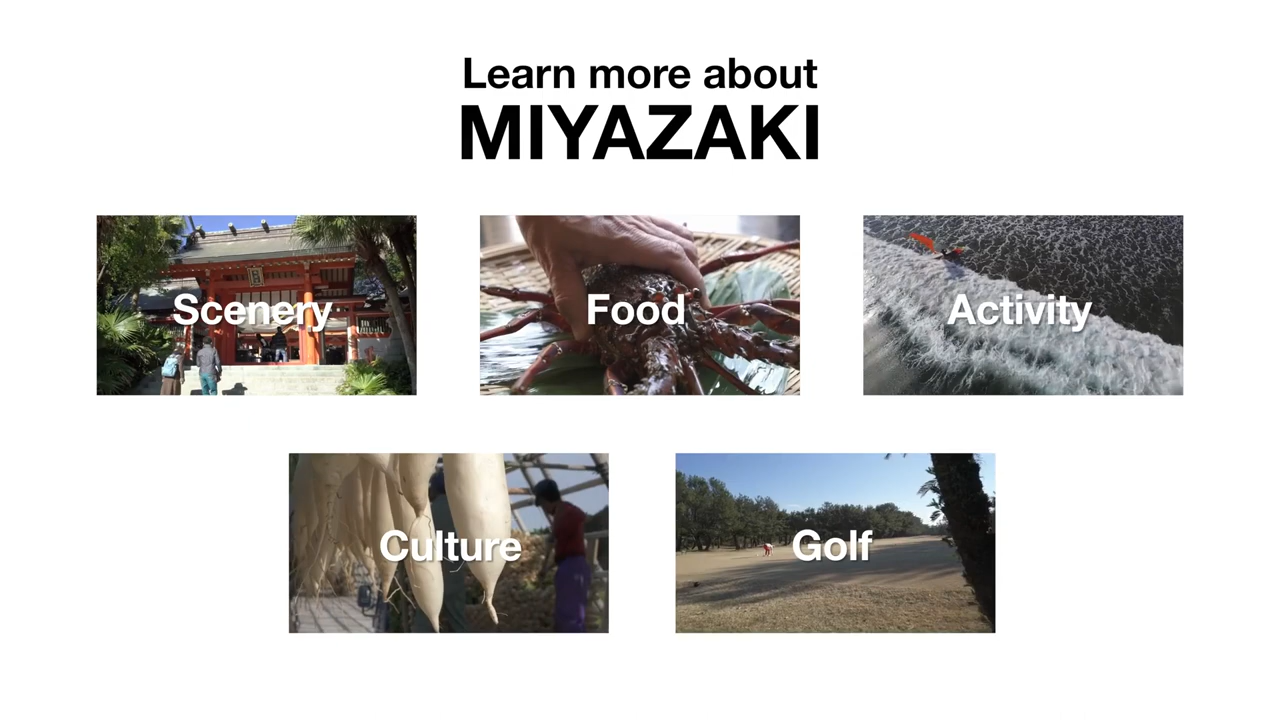 Learn more about
MIYAZAKI
Scenery
Food
Activity
Culture
Golf